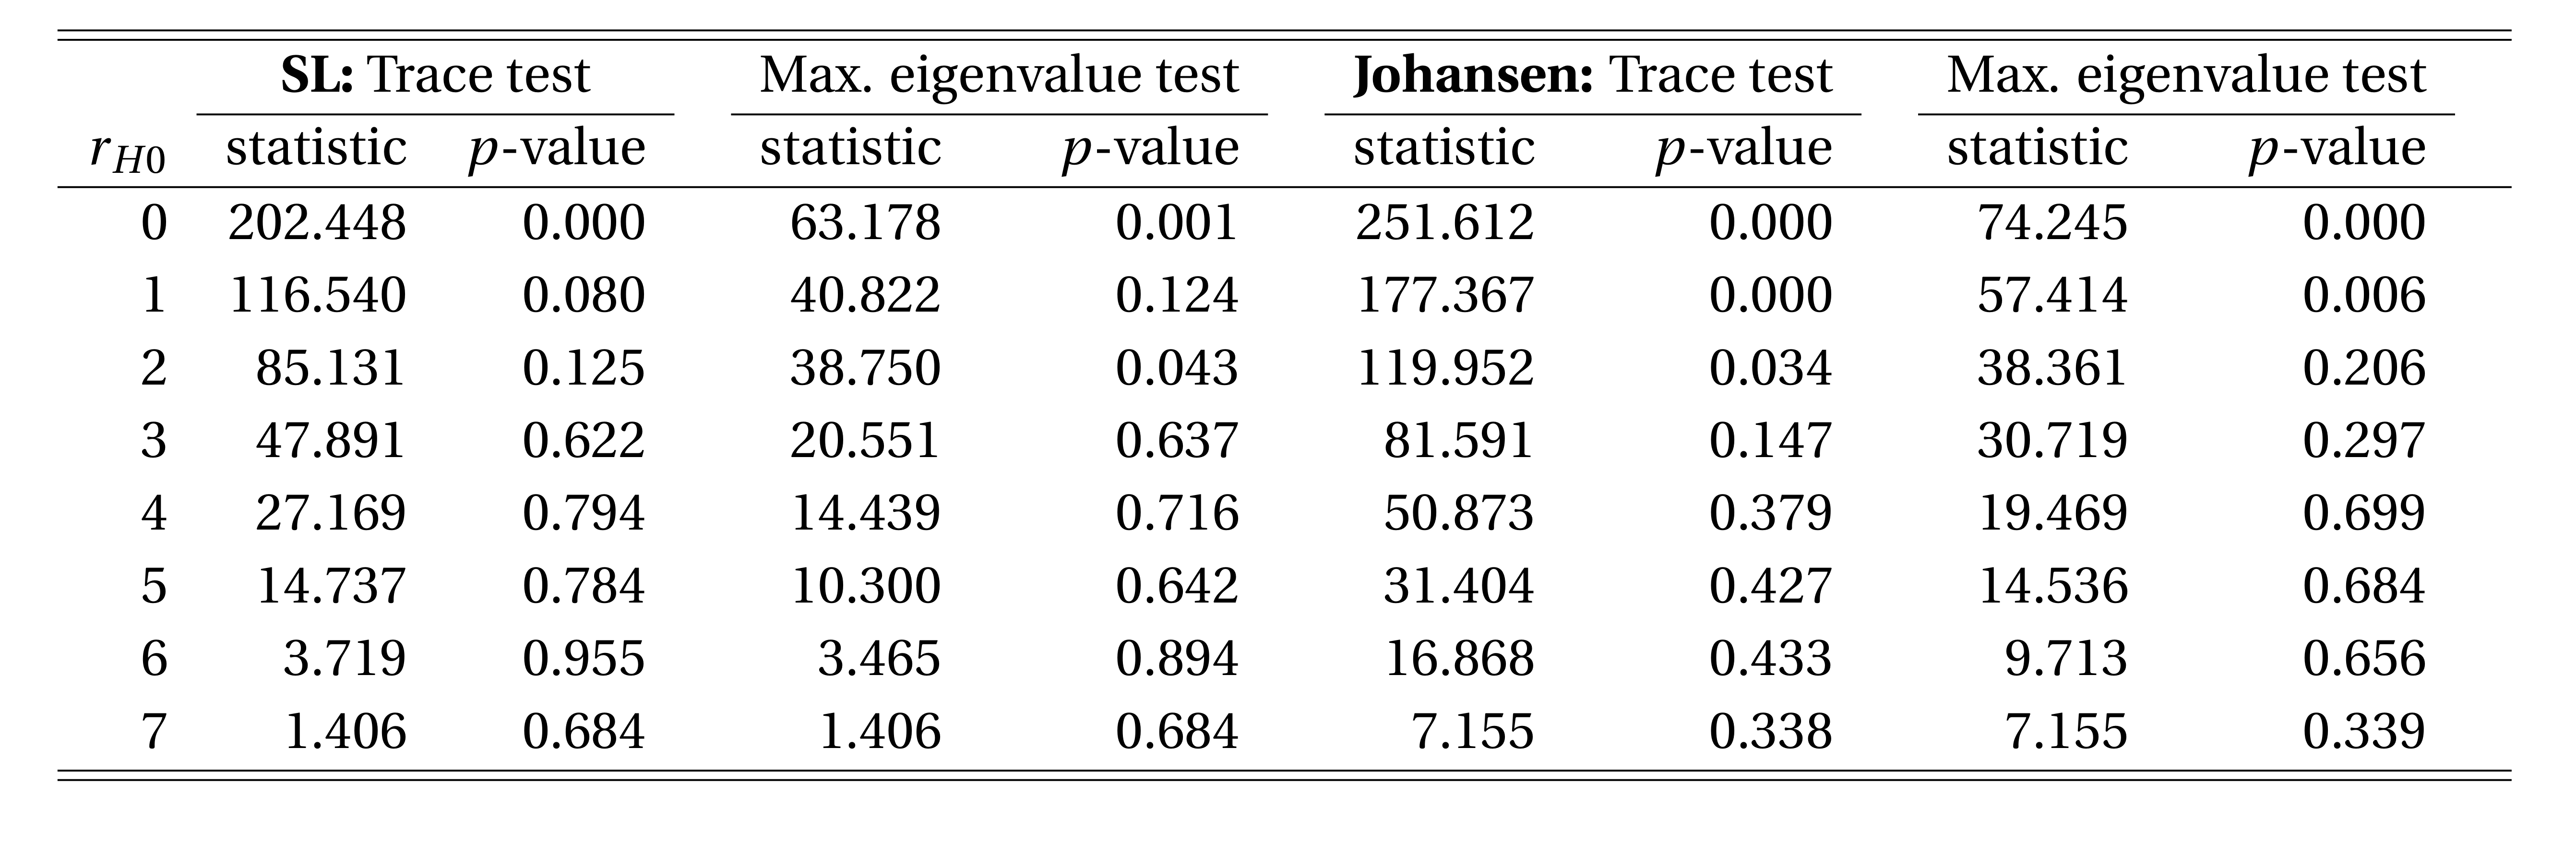 SL: Trace test Max. eigenvalue test Johansen: Trace test Max. eigenvalue test
rH0 statistic p-value statistic p-value statistic p-value statistic p-value
0 202.448 0.000 63.178 0.001 251.612 0.000 74.245 0.000
1 116.540 0.080 40.822 0.124 177.367 0.000 57.414 0.006
2 85.131 0.125 38.750 0.043 119.952 0.034 38.361 0.206
3 47.891 0.622 20.551 0.637 81.591 0.147 30.719 0.297
4 27.169 0.794 14.439 0.716 50.873 0.379 19.469 0.699
5 14.737 0.784 10.300 0.642 31.404 0.427 14.536 0.684
6 3.719 0.955 3.465 0.894 16.868 0.433 9.713 0.656
7 1.406 0.684 1.406 0.684 7.155 0.338 7.155 0.339